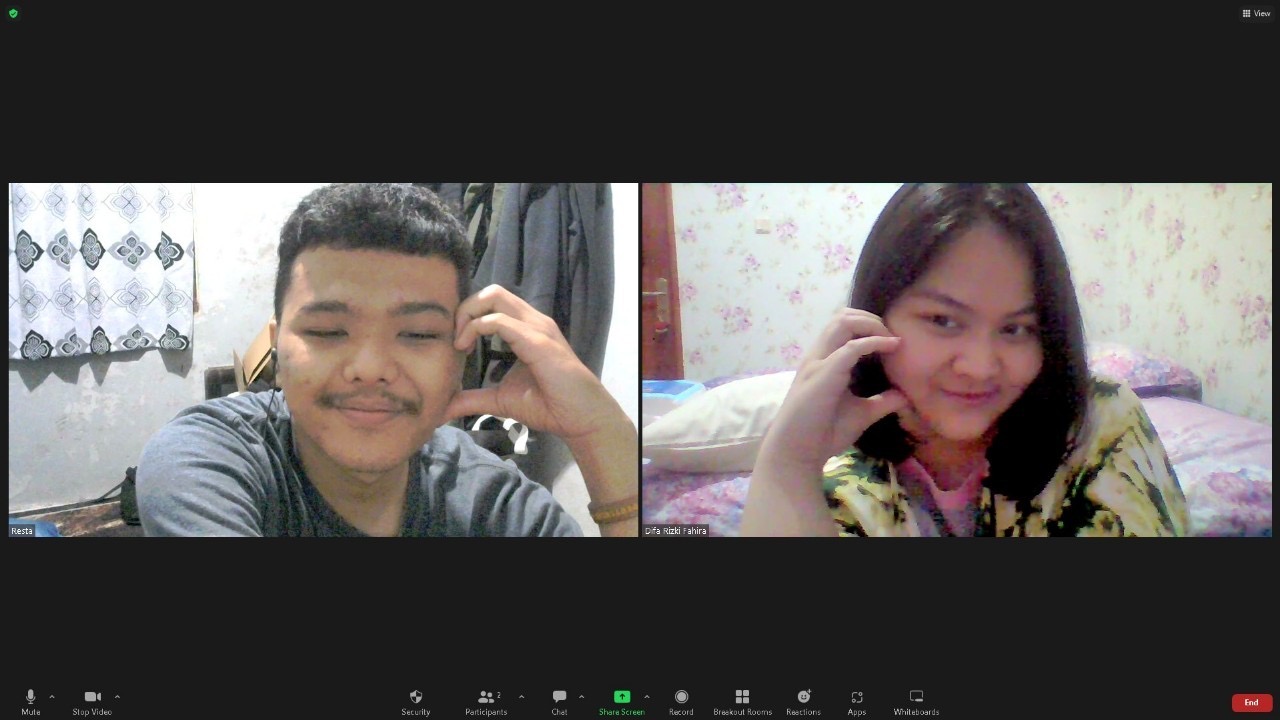 View
Resta
Difa Rizki Fahira
Mute
Stop Video
Security
Participants
2
Chat
Share Screen
Record
Breakout Rooms
Reactions
Apps
Whiteboards
End